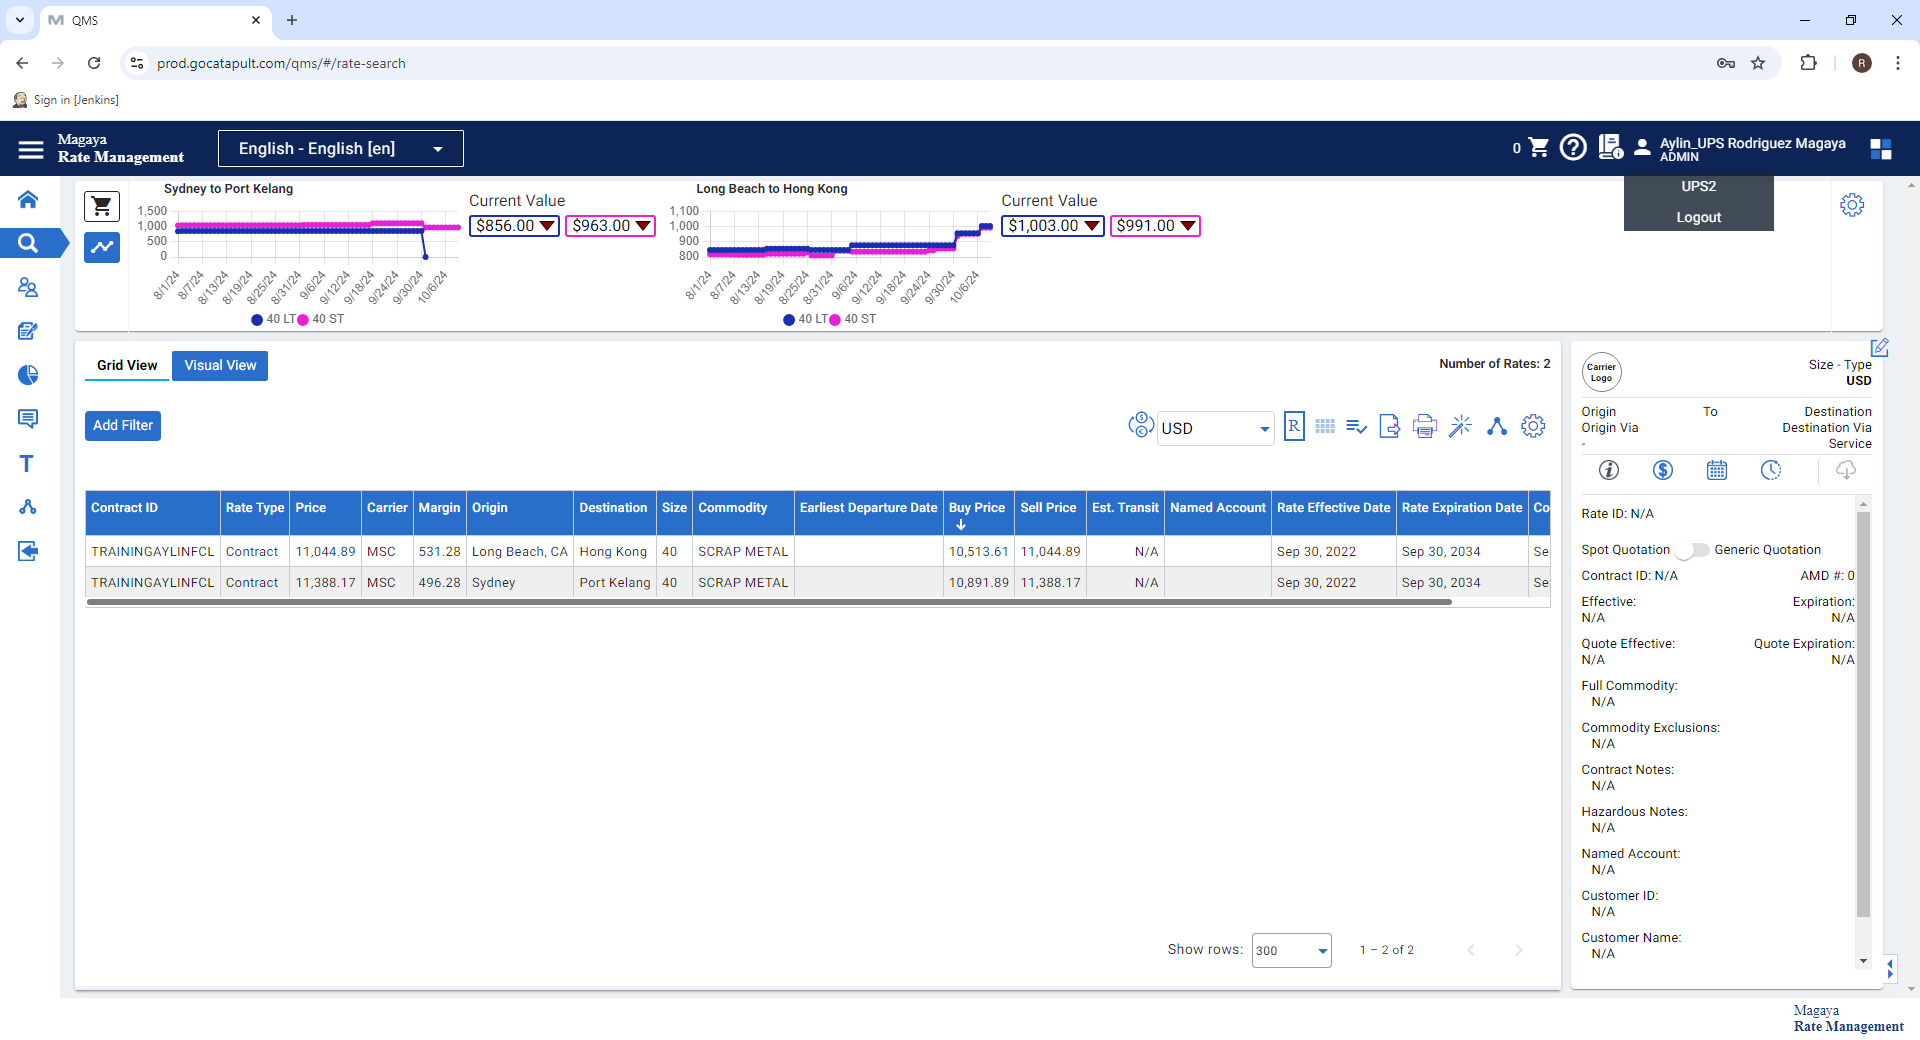 QMS
prod.gocatapult.com/qms/#/rate-search
R
Sign in [Jenkins]
Magaya
Rate Management
English - English [en]
0
Aylin_UPS Rodriguez Magaya
ADMIN
UPS2
Logout
Sydney to Port Kelang
1,500
1,000
500
0
8/1/24
8/7/24
8/13/24
8/19/24
8/25/24
8/31/24
9/6/24
9/12/24
9/18/24
9/24/24
9/30/24
10/6/24
40 LT 40 ST
Current Value
$856.00 $963.00
Long Beach to Hong Kong
1,100
1,000
900
800
8/1/24
8/7/24
8/13/24
8/19/24
8/25/24
8/31/24
9/6/24
9/12/24
9/18/24
9/24/24
9/30/24
10/6/24
40 LT 40 ST
Current Value
$1,003.00 $991.00
Grid View Visual View
Number of Rates: 2
Add Filter
USD
R
Contract ID Rate Type Price Carrier Margin Origin Destination Size Commodity Earliest Departure Date Buy Price Sell Price Est. Transit Named Account Rate Effective Date Rate Expiration Date Co
TRAININGAYLINFCL Contract 11,044.89 MSC 531.28 Long Beach, CA Hong Kong 40 SCRAP METAL 10,513.61 11,044.89 N/A Sep 30, 2022 Sep 30, 2034 Se
TRAININGAYLINFCL Contract 11,388.17 MSC 496.28 Sydney Port Kelang 40 SCRAP METAL 10,891.89 11,388.17 N/A Sep 30, 2022 Sep 30, 2034 Se
Show rows: 300 1 – 2 of 2
Carrier
Logo
Size - Type
USD
Origin To Destination
Origin Via Destination Via
- Service
Rate ID: N/A
Spot Quotation Generic Quotation
Contract ID: N/A AMD #: 0
Effective: Expiration:
N/A N/A
Quote Effective: Quote Expiration:
N/A N/A
Full Commodity:
N/A
Commodity Exclusions:
N/A
Contract Notes:
N/A
Hazardous Notes:
N/A
Named Account:
N/A
Customer ID:
N/A
Customer Name:
N/A
Magaya
Rate Management